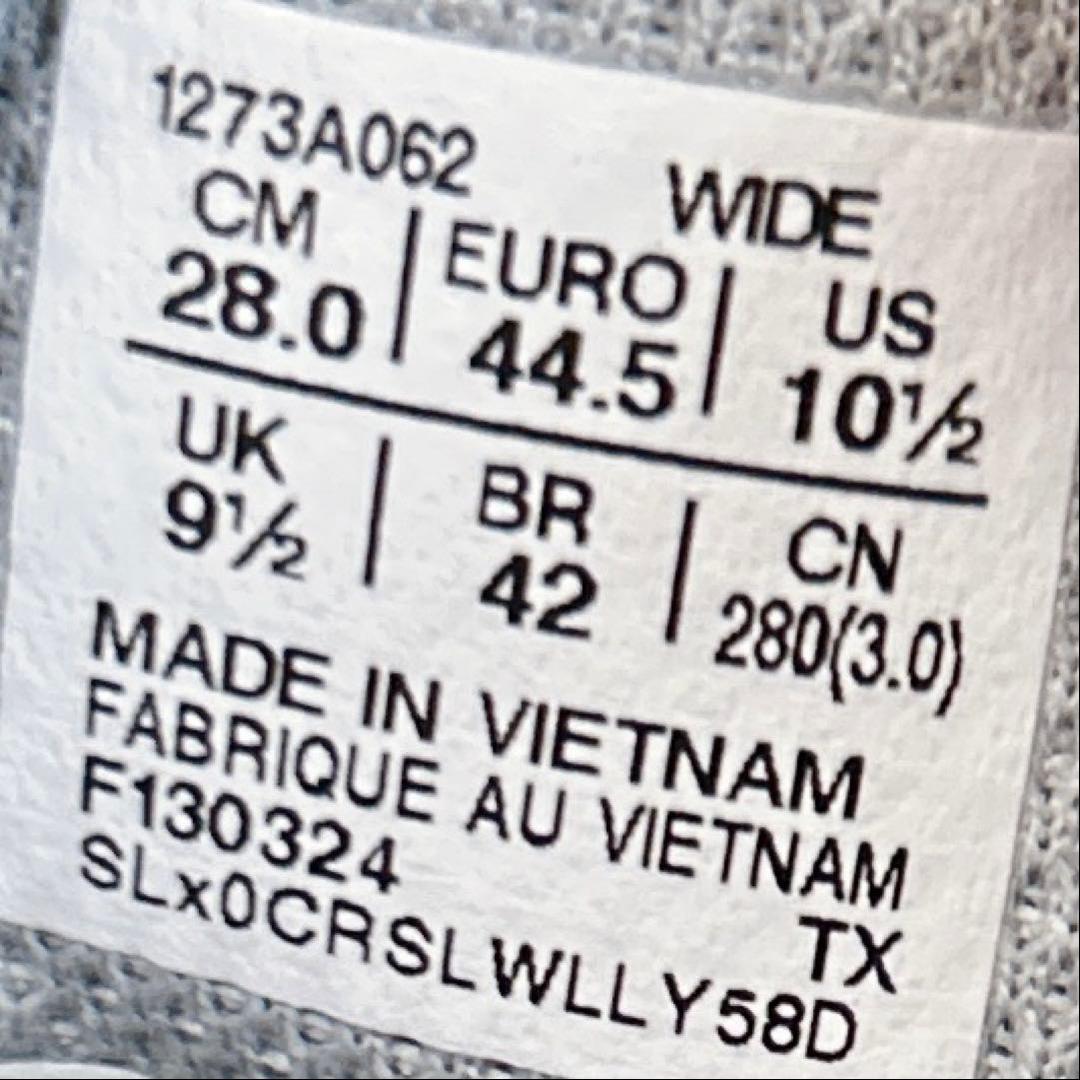 1273A062
WIDE
CM | EURO | US
28.0 | 44.5 | 10½
UK | BR | CN
9½ | 42 | 280(3.0)
MADE IN VIETNAM
FABRIQUE AU VIETNAM
F130324
TX
SLx0CRSLWLLY58D